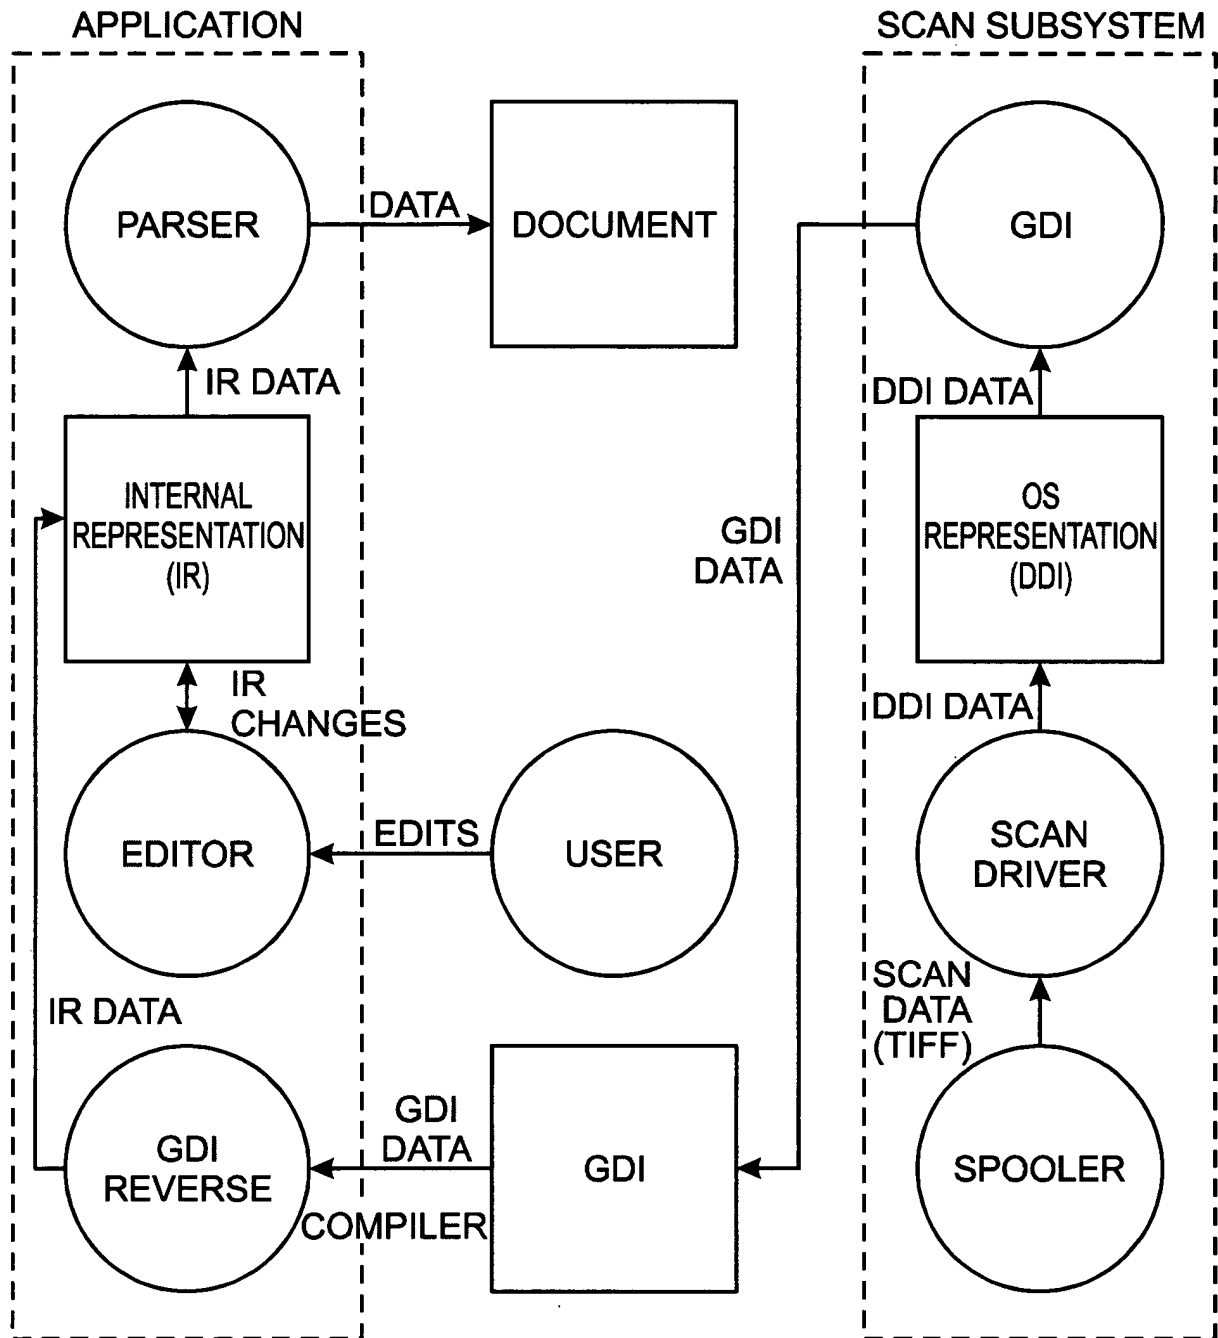 APPLICATION
SCAN SUBSYSTEM
PARSER
DATA
DOCUMENT
GDI
IR DATA
DDI DATA
INTERNAL
REPRESENTATION
(IR)
GDI
DATA
OS
REPRESENTATION
(DDI)
IR
CHANGES
DDI DATA
EDITOR
EDITS
USER
SCAN
DRIVER
IR DATA
SCAN
DATA
(TIFF)
GDI
REVERSE
GDI
DATA
COMPILER
GDI
SPOOLER